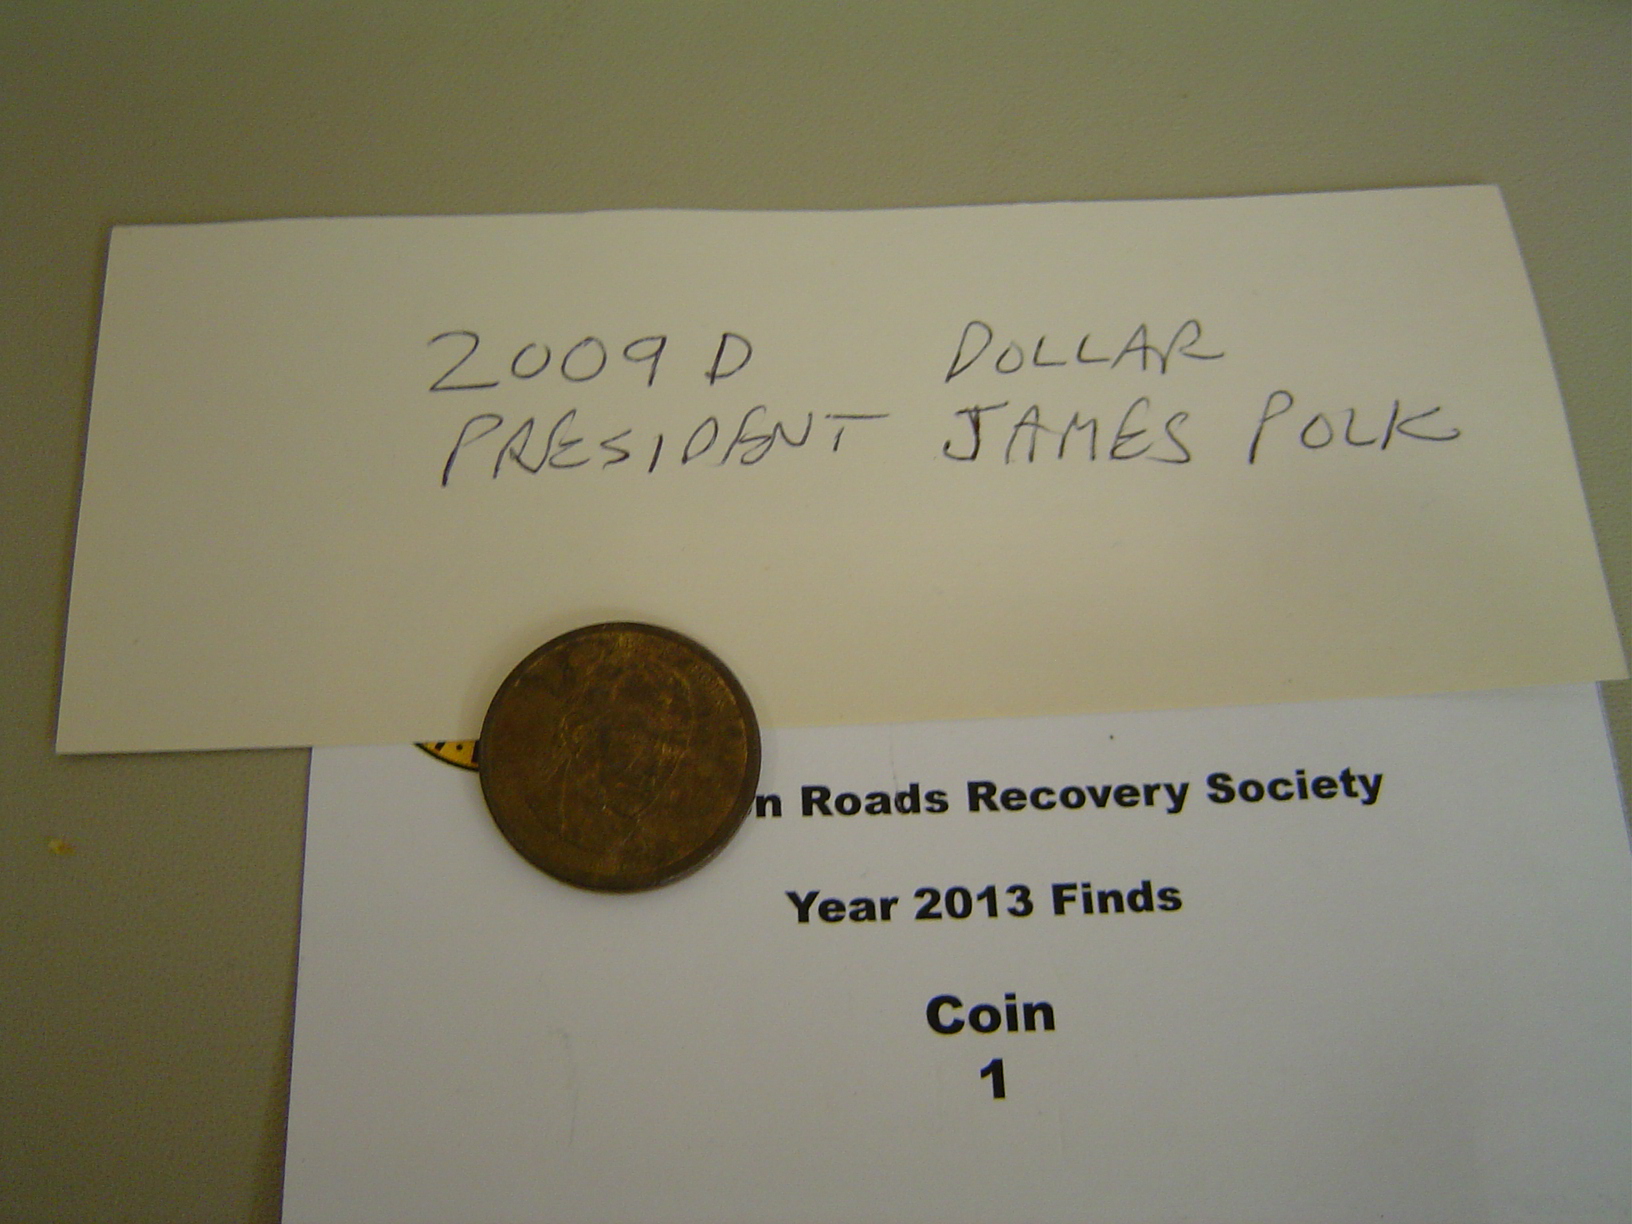 2009 D DOLLAR
PRESIDENT JAMES POLK
n Roads Recovery Society
Year 2013 Finds
Coin
1